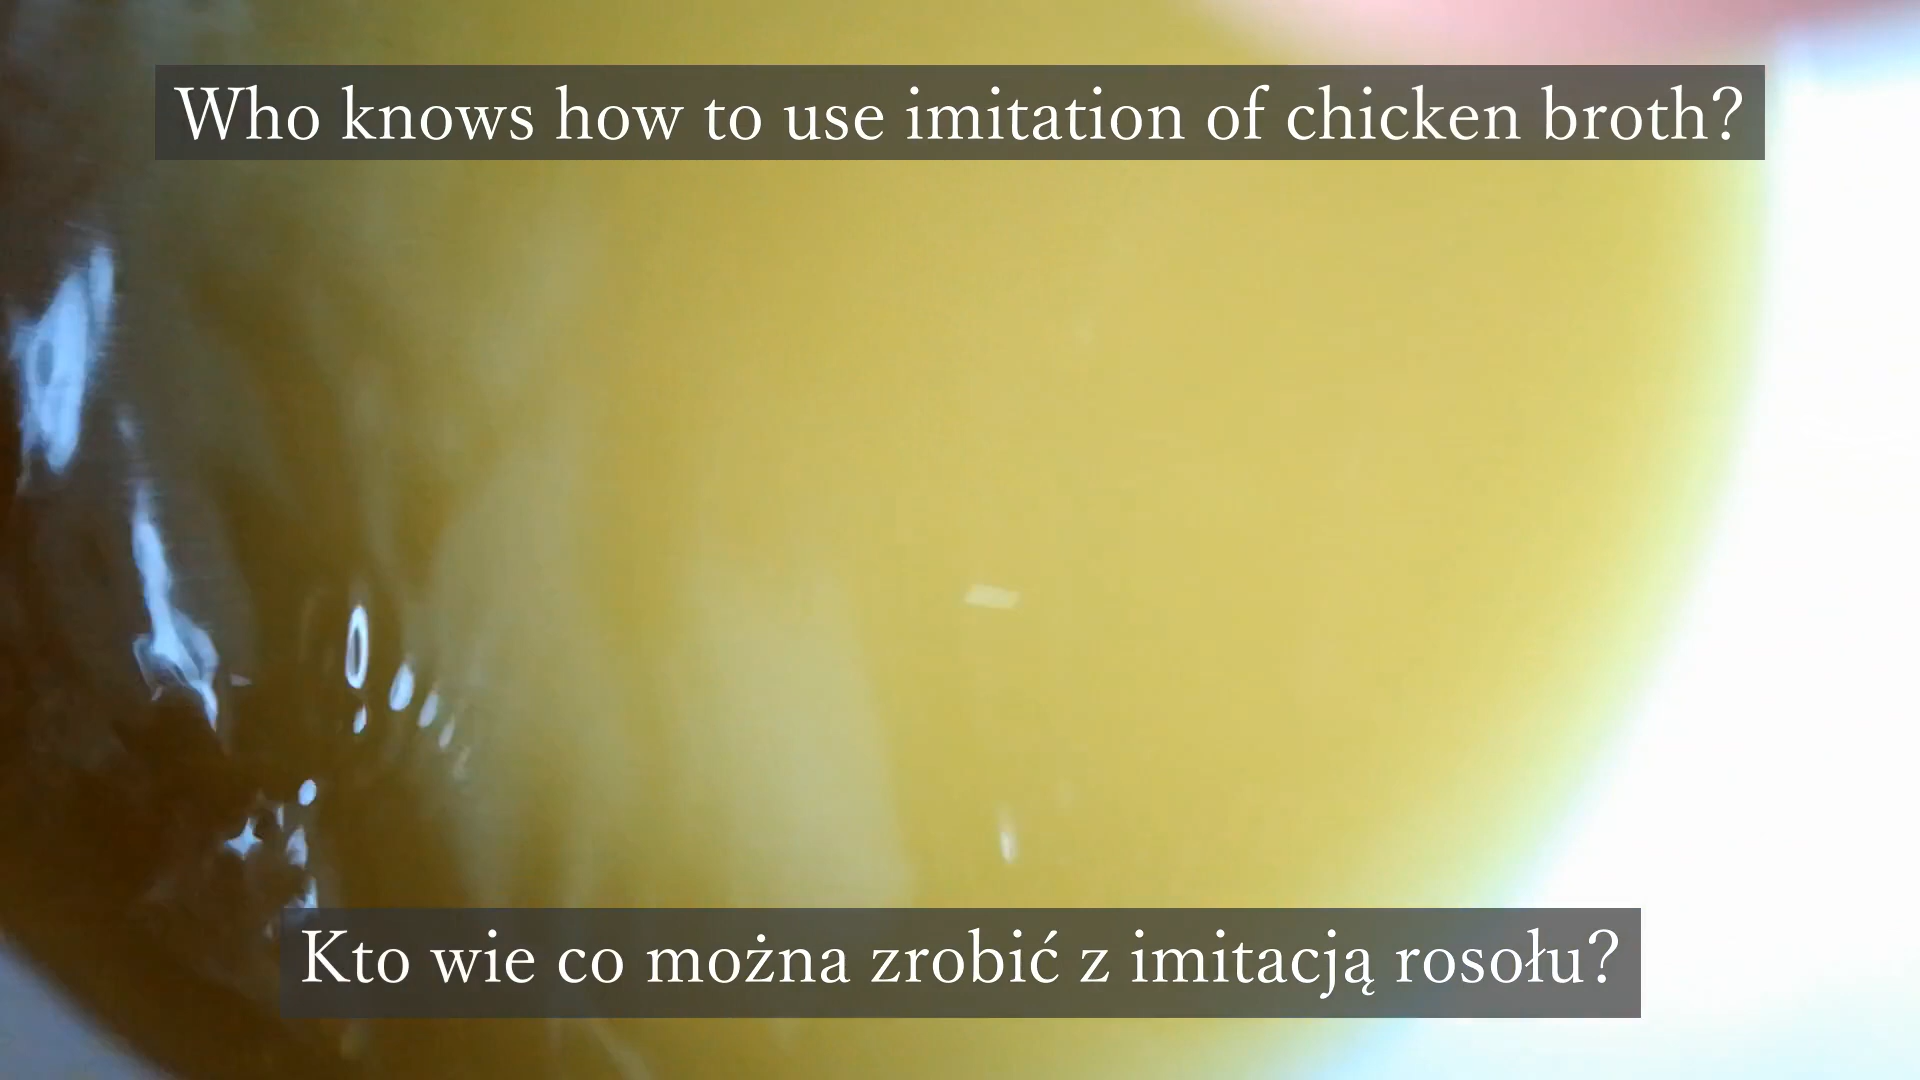 Who knows how to use imitation of chicken broth?
Kto wie co można zrobić z imitacją rosołu?